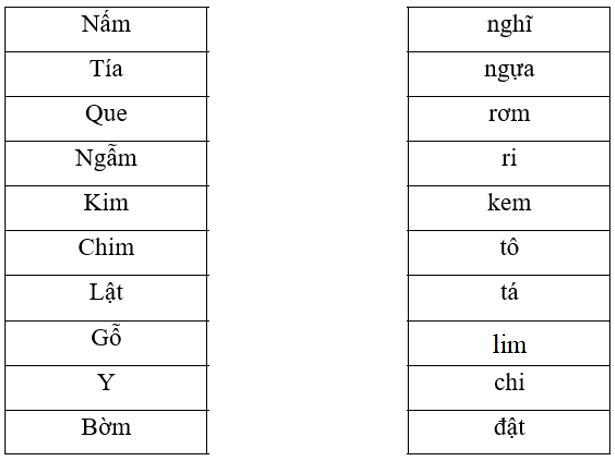 Nấm nghĩ
Tía ngựa
Que rơm
Ngẫm ri
Kim kem
Chim tô
Lật tá
Gỗ lim
Y chi
Bờm đật